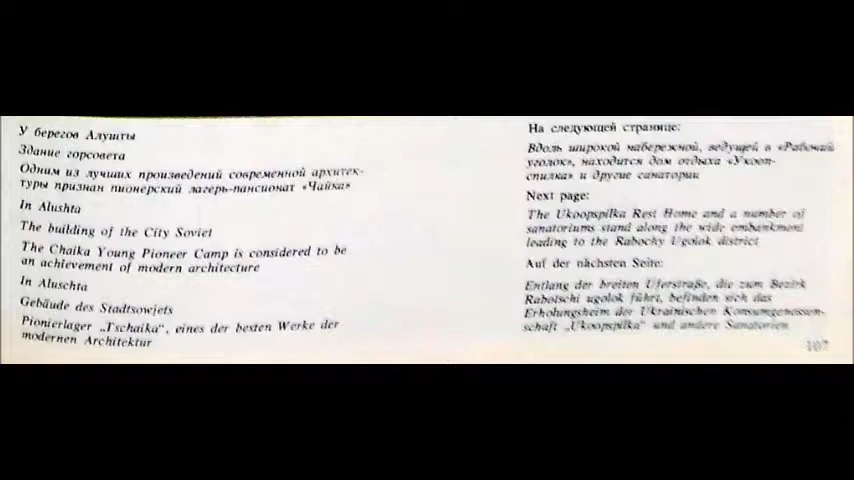 У берегов Алушты
Здание горсовета
Одним из лучших произведений современной архитек-
туры признан пионерский лагерь-пансионат «Чайка»
In Alushta
The building of the City Soviet
The Chaika Young Pioneer Camp is considered to be
an achievement of modern architecture
In Aluschta
Gebäude des Stadtsowjets
Pionierlager „Tschaika“, eines der besten Werke der
modernen Architektur
На следующей странице:
Вдоль широкой набережной, ведущей в «Рабочий
уголок», находится дом отдыха «Укооп-
спилка» и другие санатории
Next page:
The Ukoopspilka Rest Home and a number of
sanatoriums stand along the wide embankment
leading to the Rabochy Ugolok district
Auf der nächsten Seite:
Entlang der breiten Uferstraße, die zum Bezirk
Rabotschi ugolok führt, befinden sich das
Erholungsheim der Ukrainischen Konsumgenossen-
schaft „Ukoopspilka“ und andere Sanatorien
107